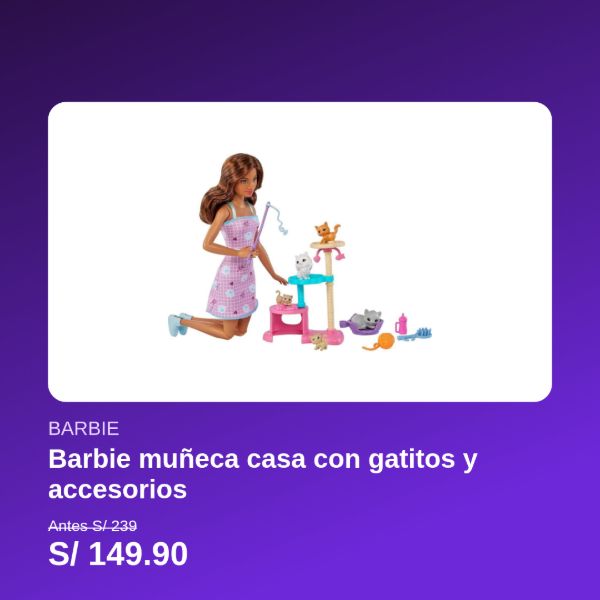 BARBIE
Barbie muñeca casa con gatitos y
accesorios
Antes S/ 239
S/ 149.90